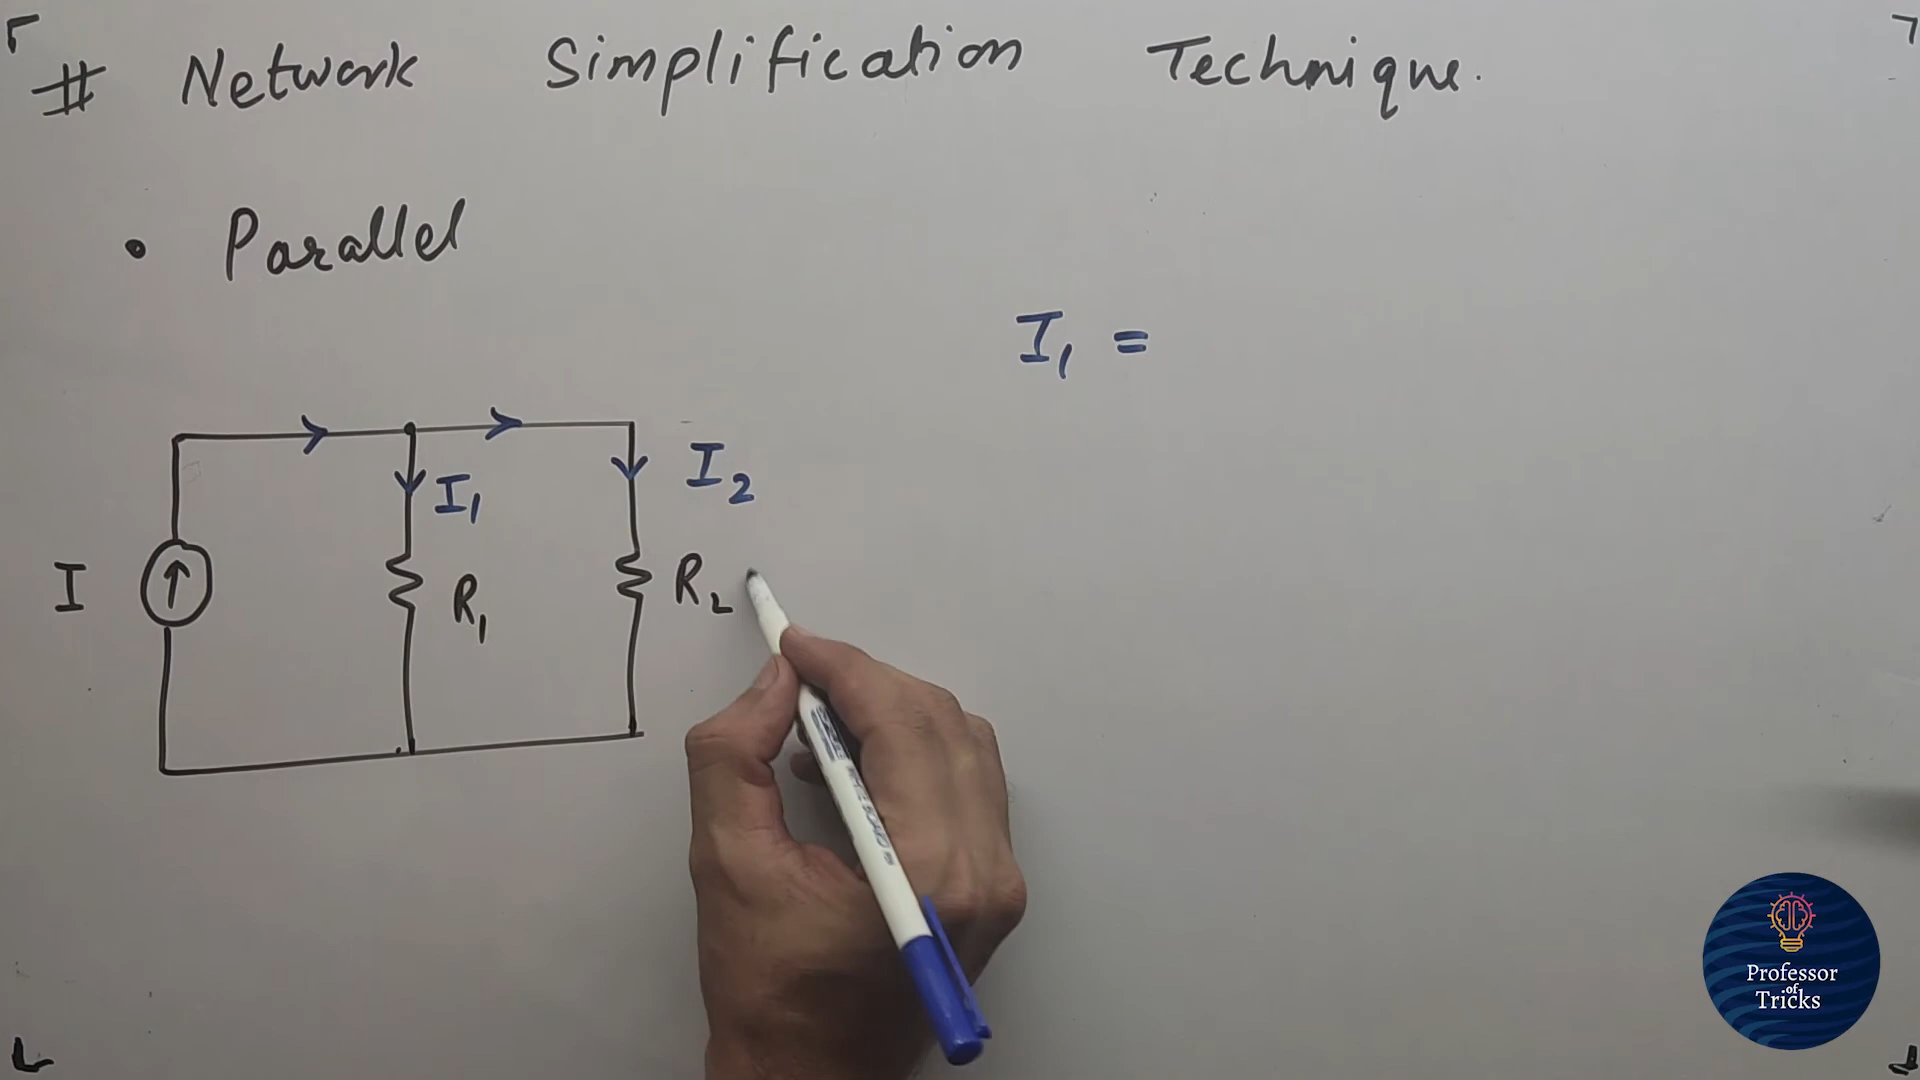 # Network Simplification Technique.
• Parallel
I₁ =
I₁
I₂
I
R₁
R₂
Professor
of
Tricks